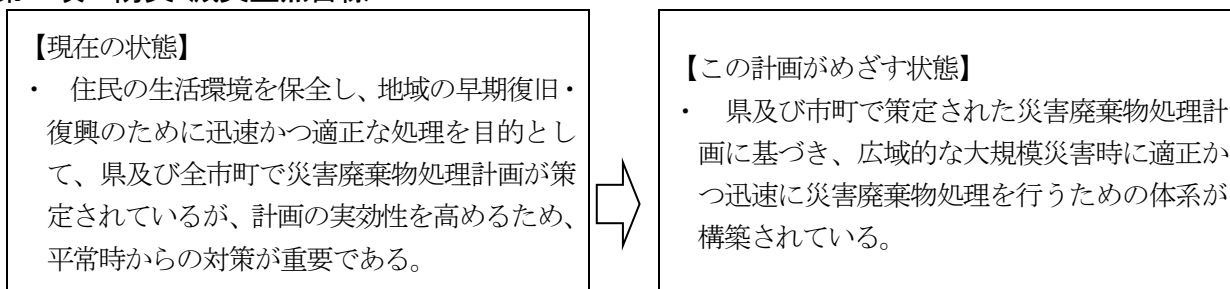 【現在の状態】
・　住民の生活環境を保全し、地域の早期復旧・
復興のために迅速かつ適正な処理を目的とし
て、県及び全市町で災害廃棄物処理計画が策
定されているが、計画の実効性を高めるため、
平常時からの対策が重要である。
【この計画がめざす状態】
・　県及び市町で策定された災害廃棄物処理計
画に基づき、広域的な大規模災害時に適正か
つ迅速に災害廃棄物処理を行うための体系が
構築されている。